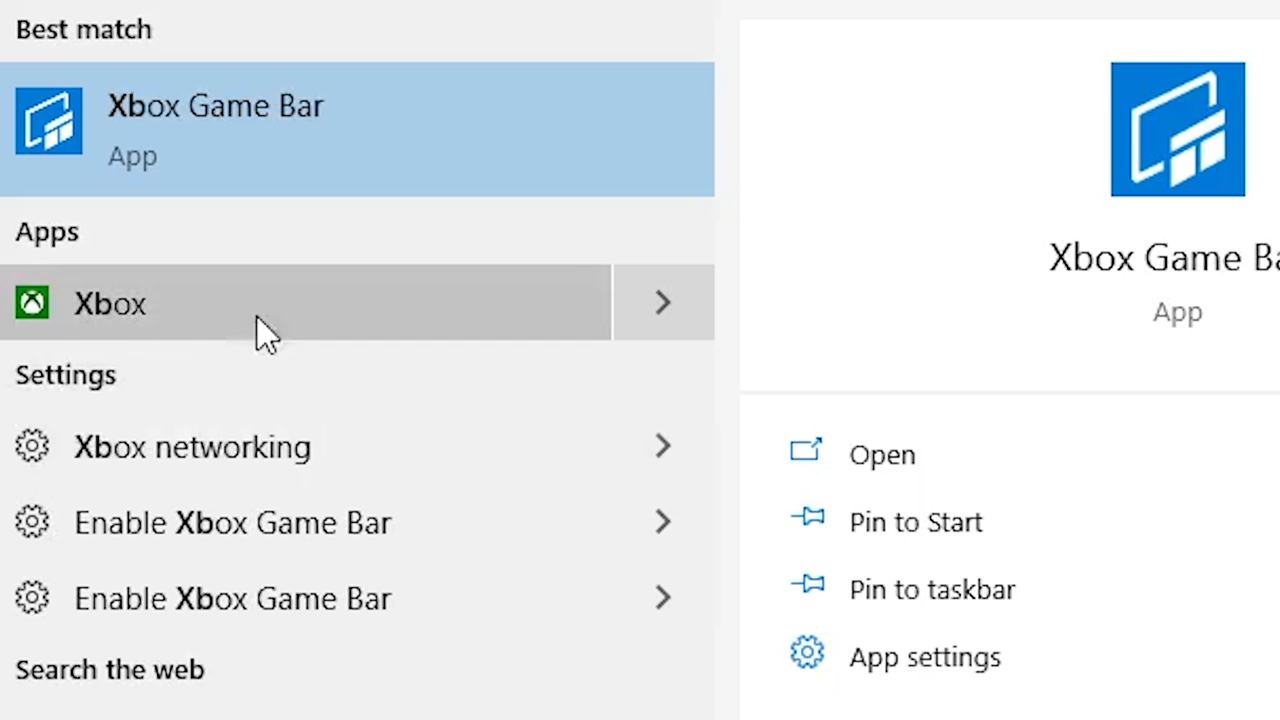 Best match
Xbox Game Bar
App
Apps
Xbox
Settings
Xbox networking
Enable Xbox Game Bar
Enable Xbox Game Bar
Search the web
Xbox Game Ba
App
Open
Pin to Start
Pin to taskbar
App settings